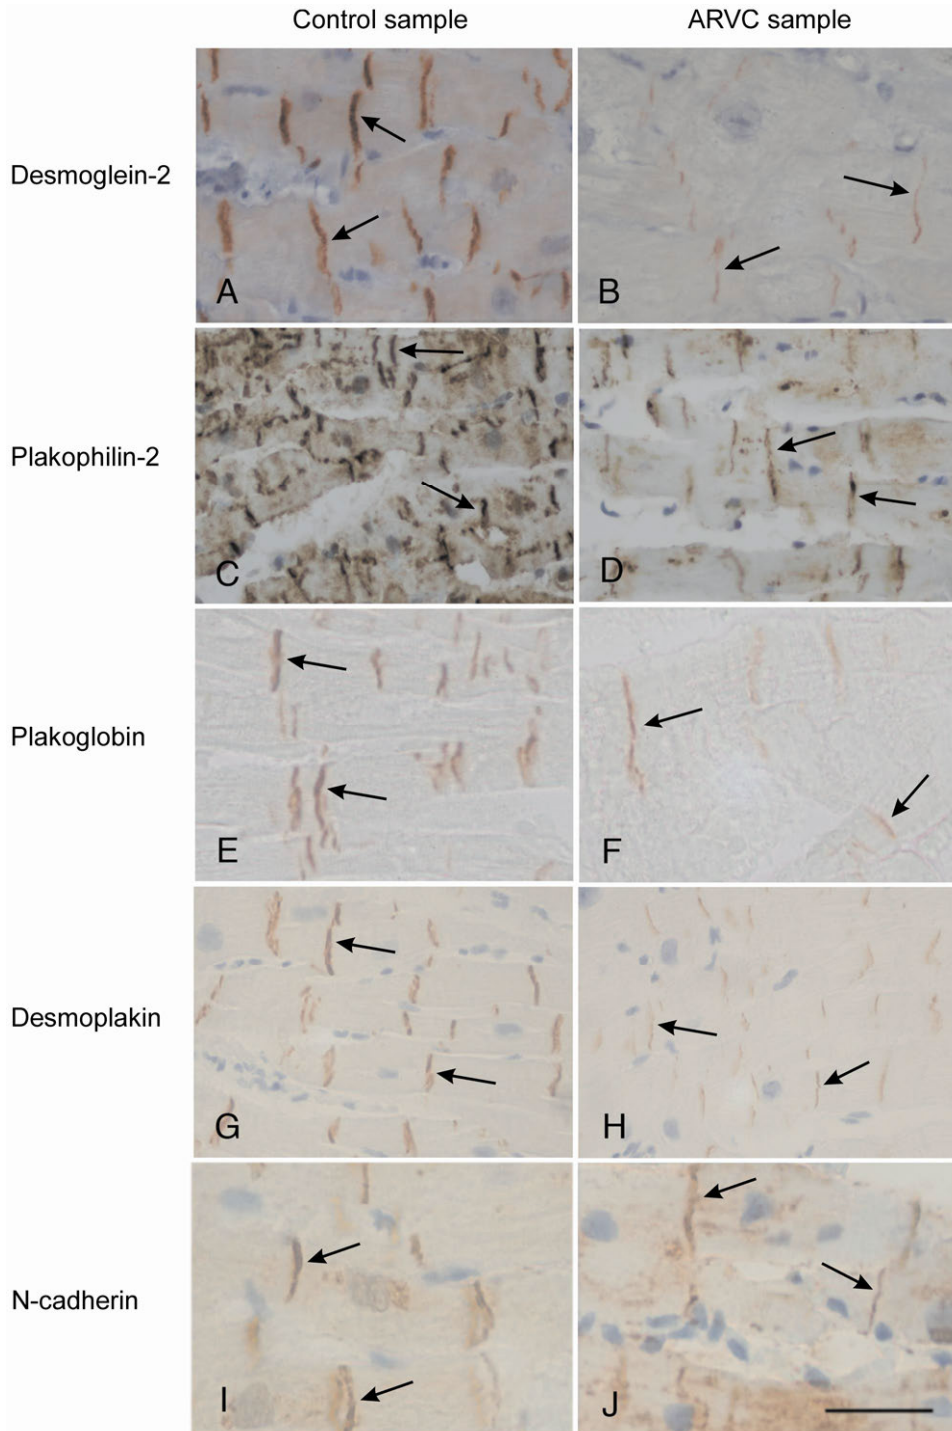 Control sample
ARVC sample
Desmoglein-2
A
B
Plakophilin-2
C
D
Plakoglobin
E
F
Desmoplakin
G
H
N-cadherin
I
J